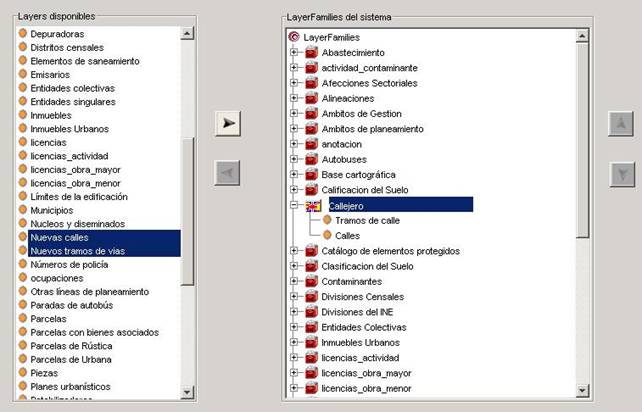 Layers disponibles
Depuradoras
Distritos censales
Elementos de saneamiento
Emisarios
Entidades colectivas
Entidades singulares
Inmuebles
Inmuebles Urbanos
licencias
licencias_actividad
licencias_obra_mayor
licencias_obra_menor
Límites de la edificación
Municipios
Nucleos y diseminados
Nuevas calles
Nuevos tramos de vias
Números de policía
ocupaciones
Otras líneas de planeamiento
Paradas de autobús
Parcelas
Parcelas con bienes asociados
Parcelas de Rústica
Parcelas de Urbana
Piezas
Planes urbanísticos
LayerFamilies del sistema
LayerFamilies
Abastecimiento
actividad_contaminante
Afecciones Sectoriales
Alineaciones
Ambitos de Gestion
Ambitos de planeamiento
anotacion
Autobuses
Base cartográfica
Calificacion del Suelo
Callejero
Tramos de calle
Calles
Catálogo de elementos protegidos
Clasificacion del Suelo
Contaminantes
Divisiones Censales
Divisiones del INE
Entidades Colectivas
Inmuebles Urbanos
licencias_actividad
licencias_obra_mayor
licencias_obra_menor